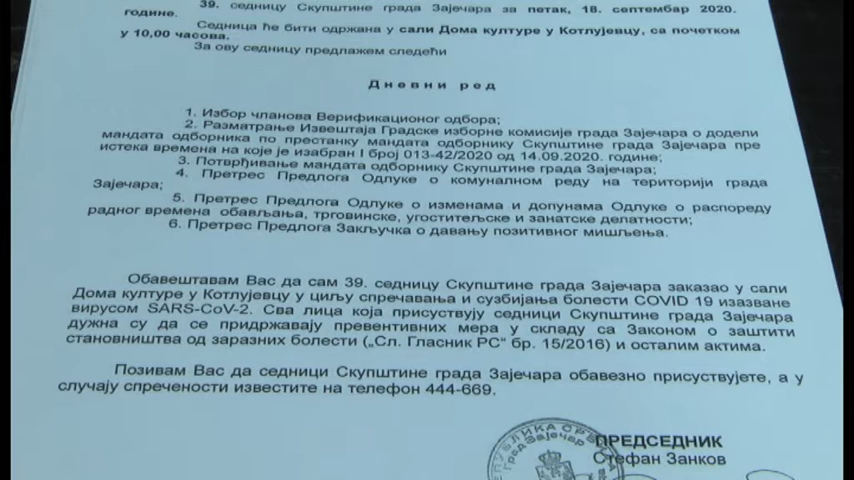 39. седницу Скупштине града Зајечара за петак, 18. септембар 2020.
године.
Седница ће бити одржана у сали Дома културе у Котлујевцу, са почетком
у 10,00 часова.
За ову седницу предлажем следећи
Дневни ред
1. Избор чланова Верификационог одбора;
2. Разматрање Извештаја Градске изборне комисије града Зајечара о додели
мандата одборника по престанку мандата одборнику Скупштине града Зајечара пре
истека времена на које је изабран I број 013-42/2020 од 14.09.2020. године;
3. Потврђивање мандата одборнику Скупштине града Зајечара;
4. Претрес Предлога Одлуке о комуналном реду на територији града
Зајечара;
5. Претрес Предлога Одлуке о изменама и допунама Одлуке о распореду
радног времена обављања, трговинске, угоститељске и занатске делатности;
6. Претрес Предлога Закључка о давању позитивног мишљења.
Обавештавам Вас да сам 39. седницу Скупштине града Зајечара заказао у сали
Дома културе у Котлујевцу у циљу спречавања и сузбијања болести COVID 19 изазване
вирусом SARS-CoV-2. Сва лица која присуствују седници Скупштине града Зајечара
дужна су да се придржавају превентивних мера у складу са Законом о заштити
становништва од заразних болести („Сл. Гласник РС“ бр. 15/2016) и осталим актима.
Позивам Вас да седници Скупштине града Зајечара обавезно присуствујете, а у
случају спречености известите на телефон 444-669.
РЕПУБЛИКА СРБИЈА
Град Зајечар
ПРЕДСЕДНИК
Стефан Занков